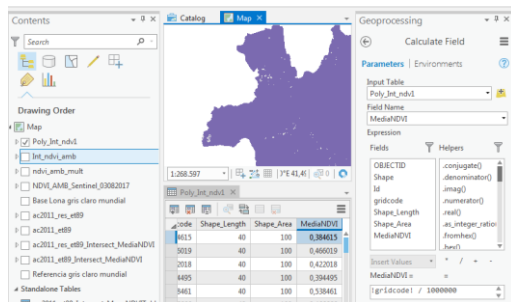 Contents
Search
Drawing Order
Map
Poly_Int_ndv1
Int_ndvi_amb
ndvi_amb_mult
NDVI_AMB_Sentinel_03082017
Base Lona gris claro mundial
ac2011_res_et89
ac2011_et89
ac2011_res_et89_Intersect_MediaNDVI
ac2011_et89_Intersect_MediaNDVI
Referencia gris claro mundial
Standalone Tables
Catalog
Map
1:268.597
Poly_Int_ndv1
code Shape_Length Shape_Area MediaNDVI
4615 40 100 0,384615
6019 40 100 0,466019
2018 40 100 0,422018
4495 40 100 0,394495
8461 40 100 0,538461
Geoprocessing
Calculate Field
Parameters | Environments
Input Table
Poly_Int_ndv1
Field Name
MediaNDVI
Expression
Fields Helpers
OBJECTID .conjugate()
Shape .denominator()
Id .imag()
gridcode .numerator()
Shape_Length .real()
Shape_Area .as_integer_ratio
MediaNDVI .fromhex()
.hex()
Insert Values * / + -
MediaNDVI =
!gridcode! / 1000000